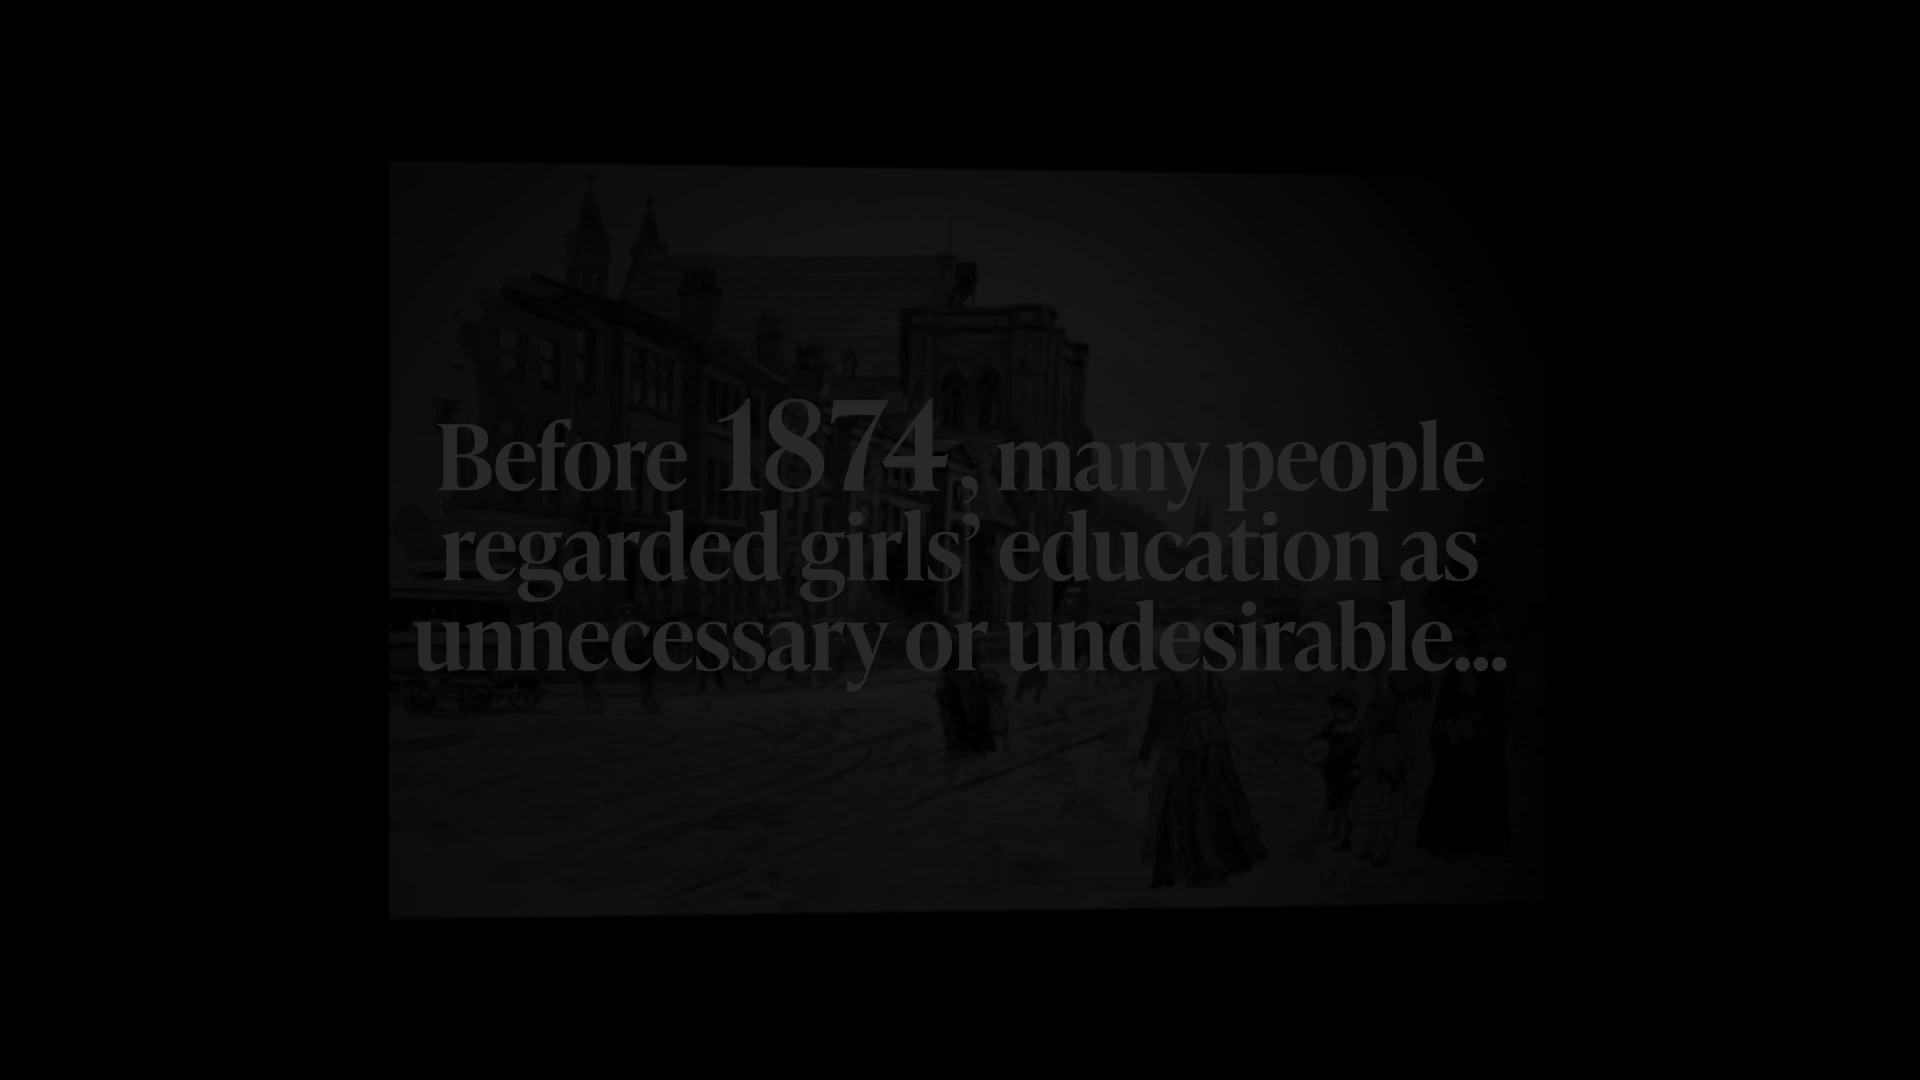 Before 1874, many people
regarded girls’ education as
unnecessary or undesirable...